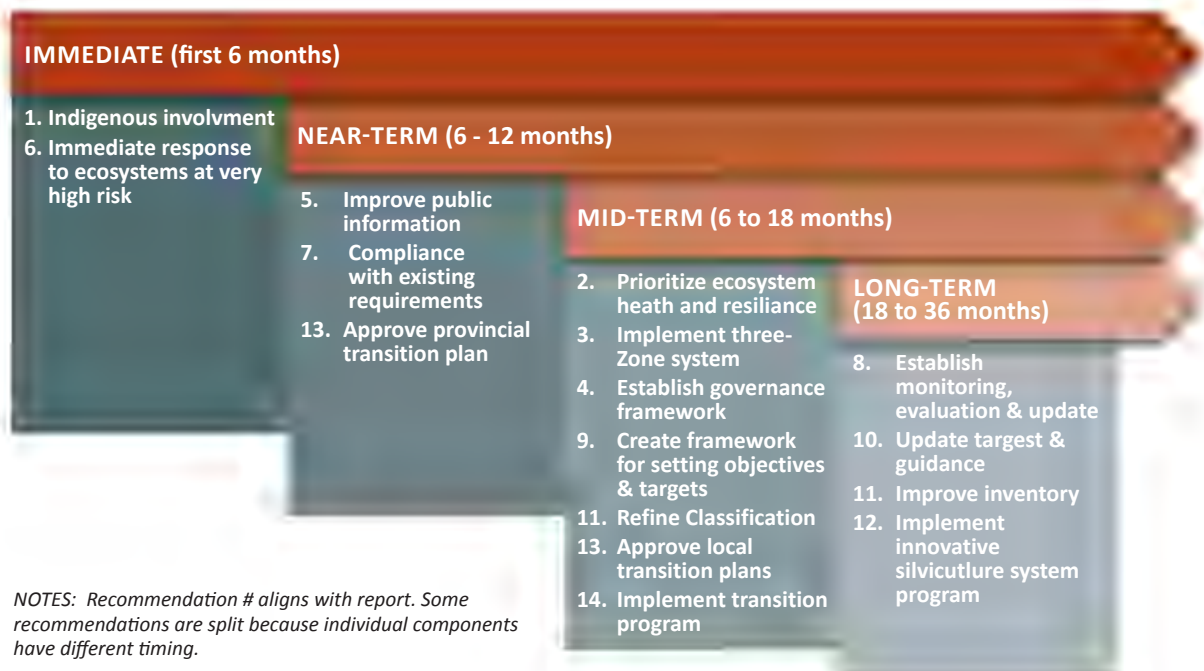 IMMEDIATE (first 6 months)
1. Indigenous involvment
6. Immediate response
to ecosystems at very
high risk
NEAR-TERM (6 - 12 months)
5. Improve public
information
7. Compliance
with existing
requirements
13. Approve provincial
transition plan
MID-TERM (6 to 18 months)
2. Prioritize ecosystem
heath and resiliance
3. Implement three-
Zone system
4. Establish governance
framework
9. Create framework
for setting objectives
& targets
11. Refine Classification
13. Approve local
transition plans
14. Implement transition
program
LONG-TERM
(18 to 36 months)
8. Establish
monitoring,
evaluation & update
10. Update targest &
guidance
11. Improve inventory
12. Implement
innovative
silvicutlure system
program
NOTES: Recommendation # aligns with report. Some
recommendations are split because individual components
have different timing.